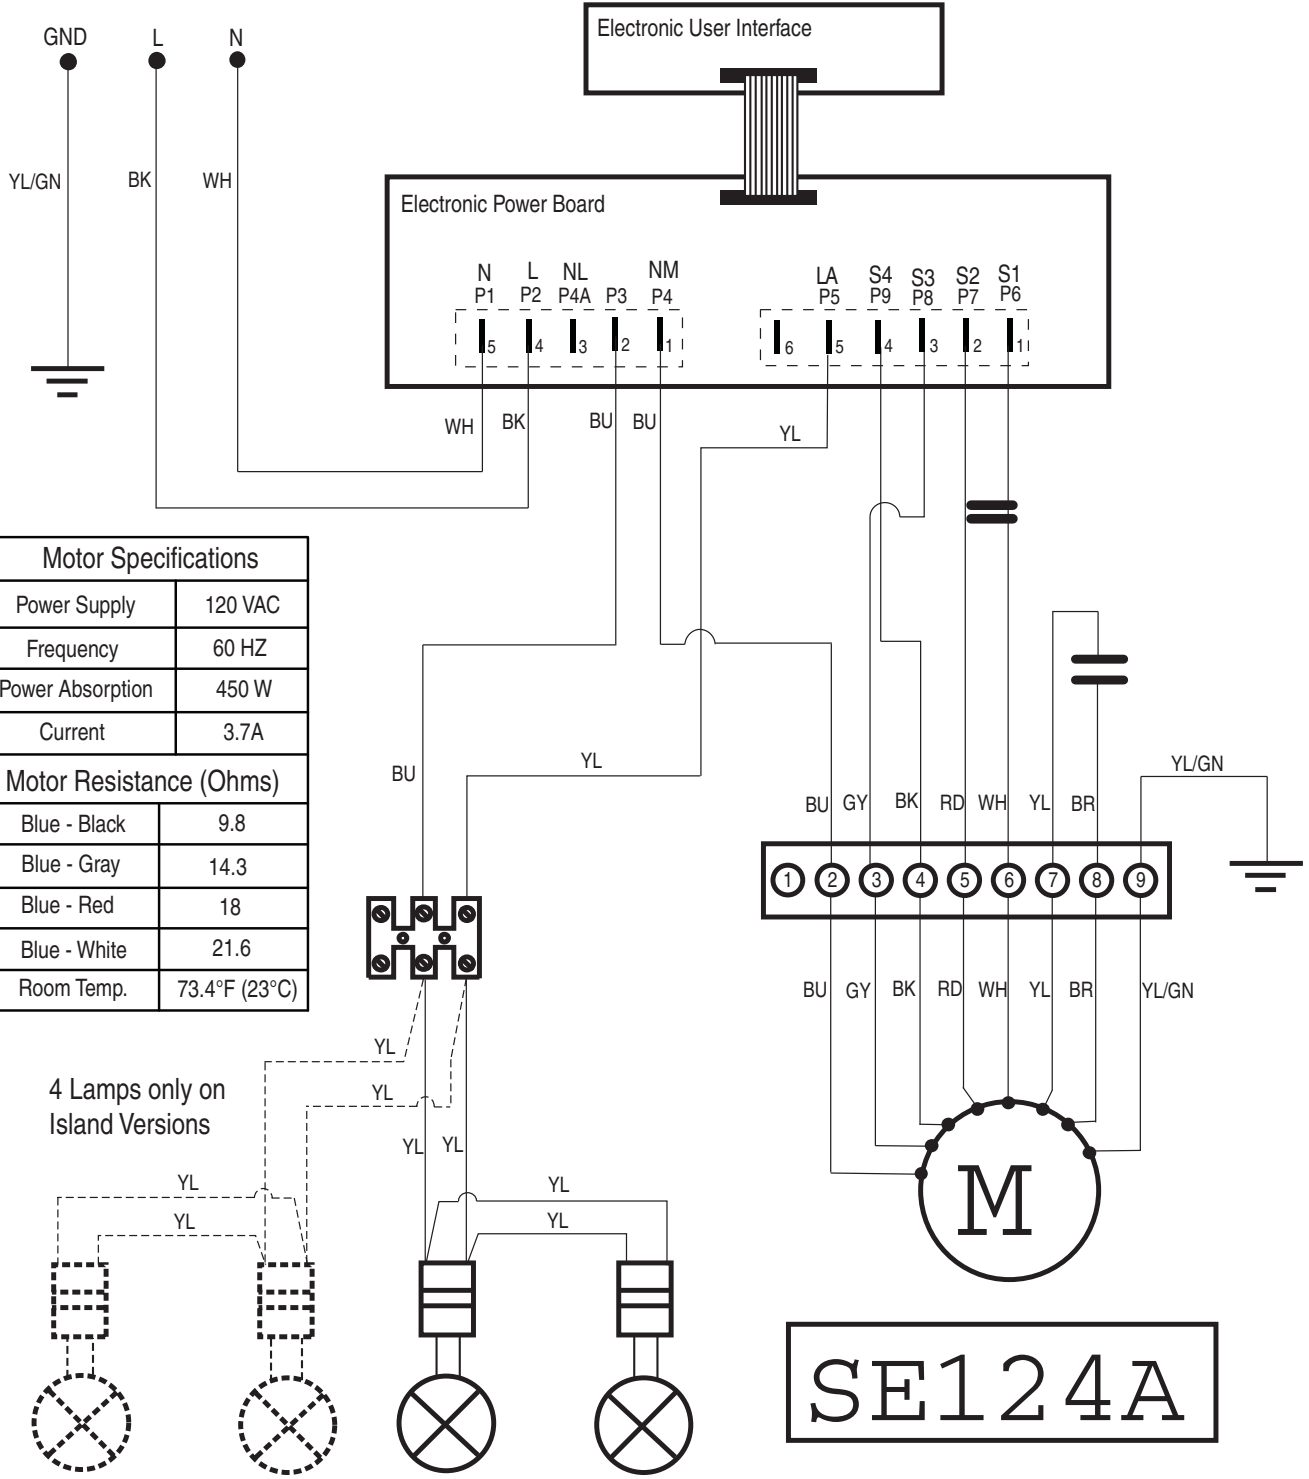 GND L N
Electronic User Interface
YL/GN BK WH
Electronic Power Board
N L NL NM LA S4 S3 S2 S1
P1 P2 P4A P3 P4 P5 P9 P8 P7 P6
5 4 3 2 1 6 5 4 3 2 1
WH BK BU BU YL
Motor Specifications
Power Supply 120 VAC
Frequency 60 HZ
Power Absorption 450 W
Current 3.7A
Motor Resistance (Ohms)
Blue - Black 9.8
Blue - Gray 14.3
Blue - Red 18
Blue - White 21.6
Room Temp. 73.4°F (23°C)
BU YL YL/GN
BU GY BK RD WH YL BR
1 2 3 4 5 6 7 8 9
BU GY BK RD WH YL BR YL/GN
YL
4 Lamps only on
Island Versions
YL
YL YL
YL YL
YL YL
M
SE124A